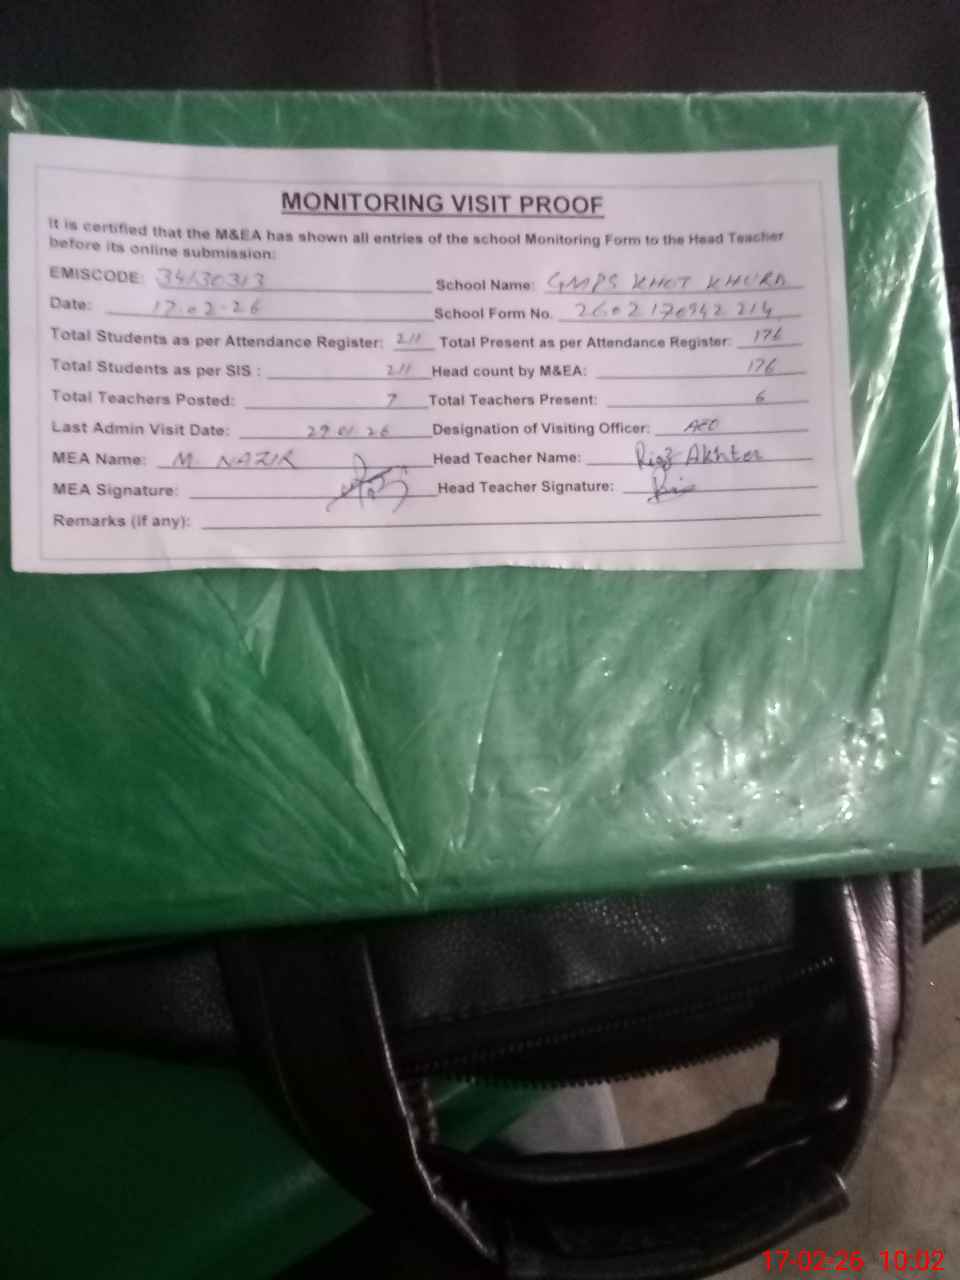 MONITORING VISIT PROOF
It is certified that the M&EA has shown all entries of the school Monitoring Form to the Head Teacher
before its online submission:
EMISCODE: 34130313 School Name: GMPS KHOT KHURD
Date: 17.02.26 School Form No. 2602170942 214
Total Students as per Attendance Register: 211 Total Present as per Attendance Register: 176
Total Students as per SIS : 211 Head count by M&EA: 176
Total Teachers Posted: 7 Total Teachers Present: 6
Last Admin Visit Date: 29.01.26 Designation of Visiting Officer: AEO
MEA Name: M. NAZIR Head Teacher Name: Akhter
MEA Signature: Head Teacher Signature:
Remarks (if any):
17-02-26 10:02